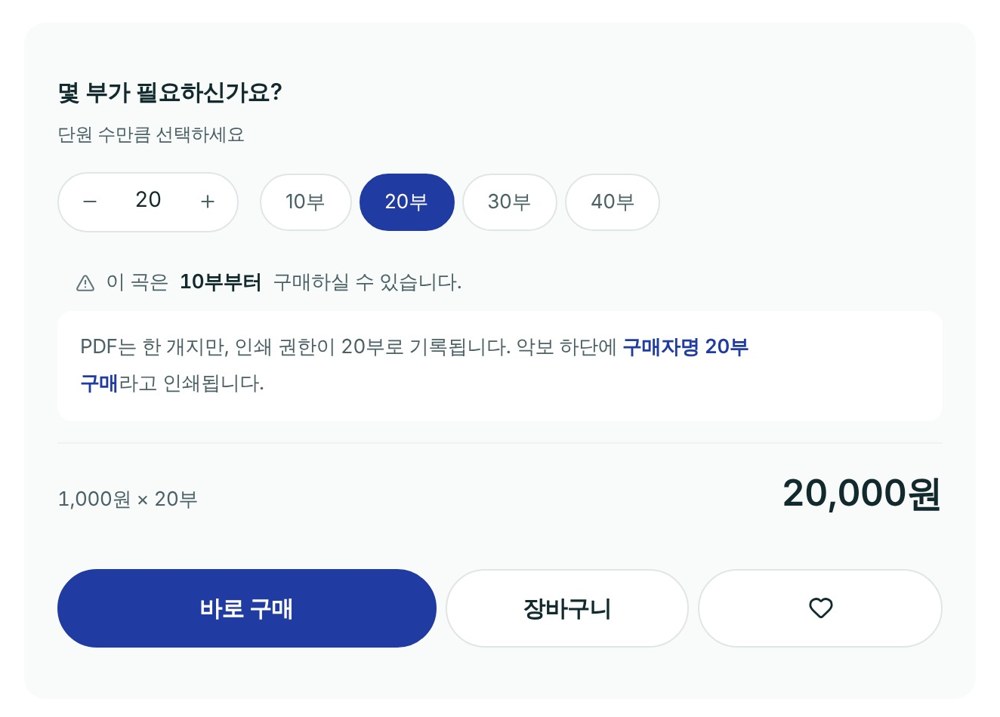 몇 부가 필요하신가요?
단원 수만큼 선택하세요
− 20 + 10부 20부 30부 40부
이 곡은 10부부터 구매하실 수 있습니다.
PDF는 한 개지만, 인쇄 권한이 20부로 기록됩니다. 악보 하단에 구매자명 20부
구매라고 인쇄됩니다.
1,000원 × 20부 20,000원
바로 구매 장바구니